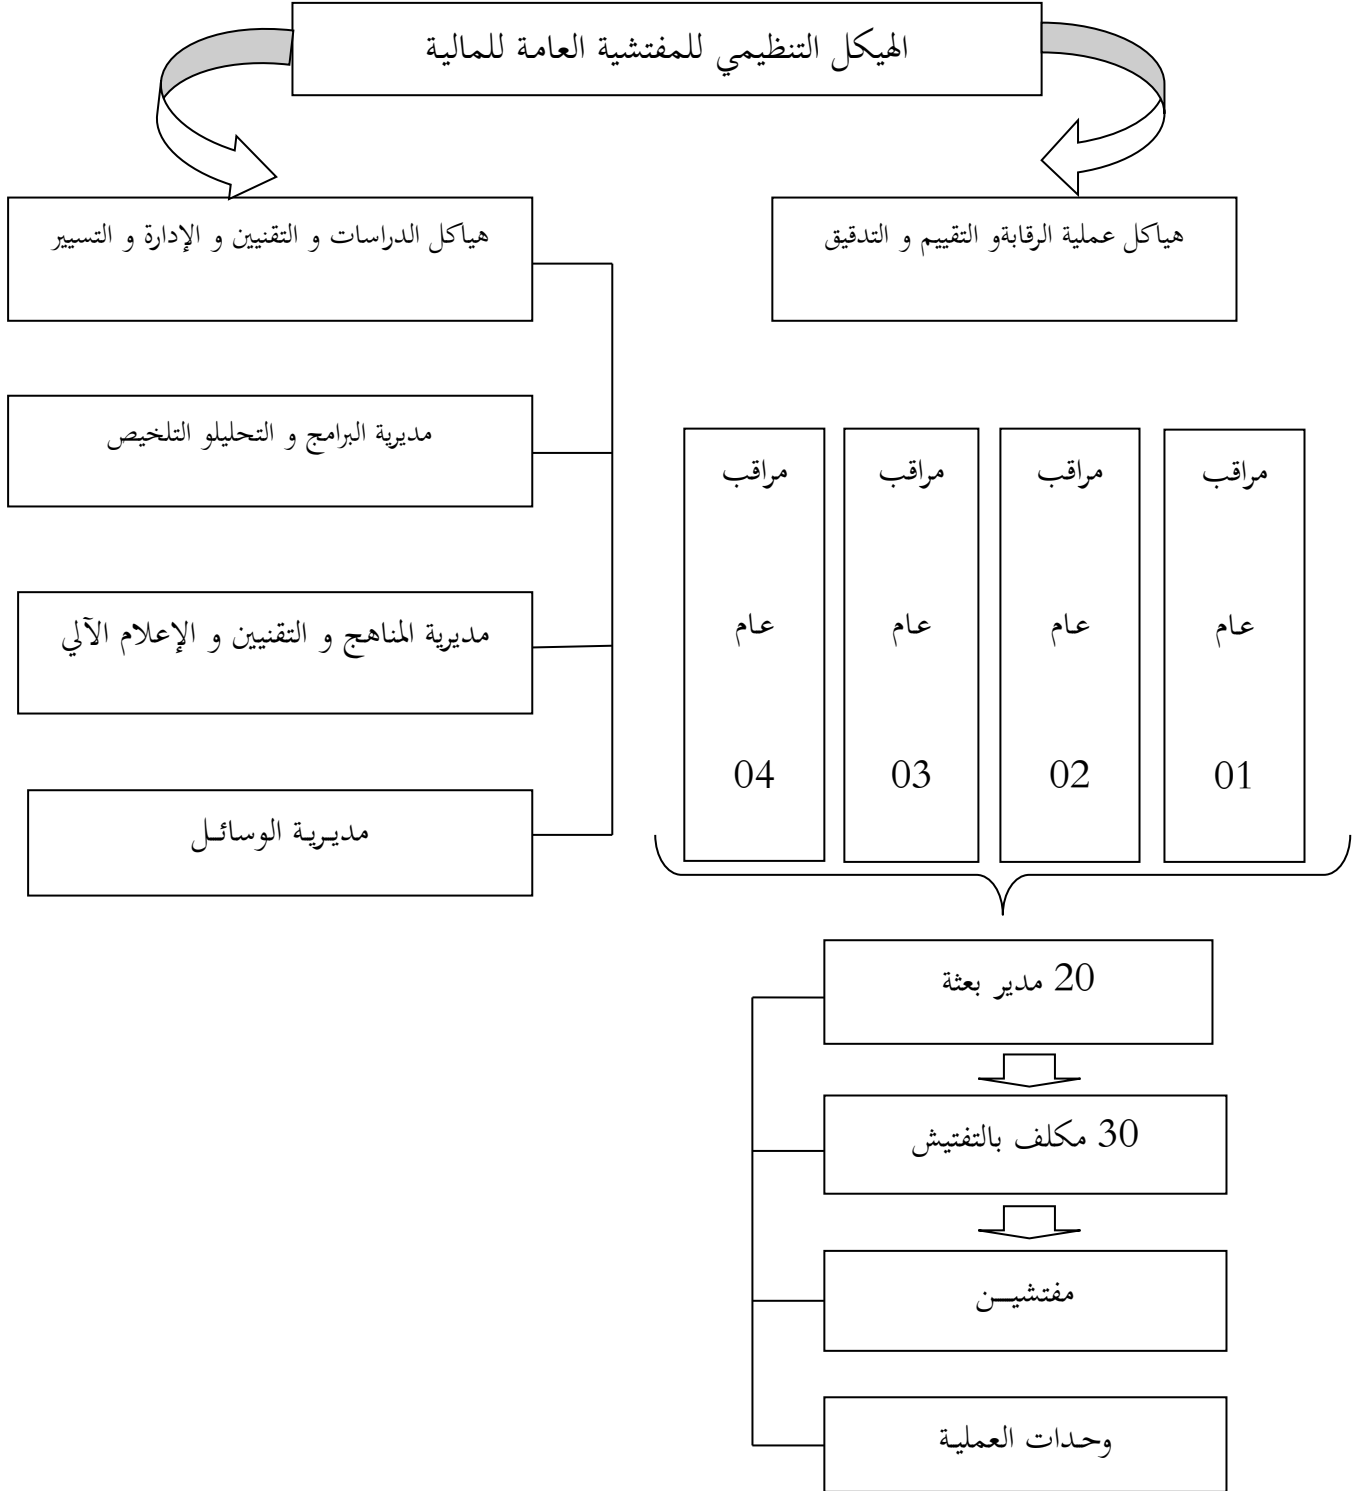 الهيكل التنظيمي للمفتشية العامة للمالية
هياكل عملية الرقابةو التقييم و التدقيق
هياكل الدراسات و التقنيين و الإدارة و التسيير
مديرية البرامج و التحليلو التلخيص
مديرية المناهج و التقنيين و الإعلام الآلي
مديـرية الوسائـل
مراقب
عام
01
مراقب
عام
02
مراقب
عام
03
مراقب
عام
04
20 مدير بعثة
30 مكلف بالتفتيش
مفتشيــن
وحـدات العمليـة